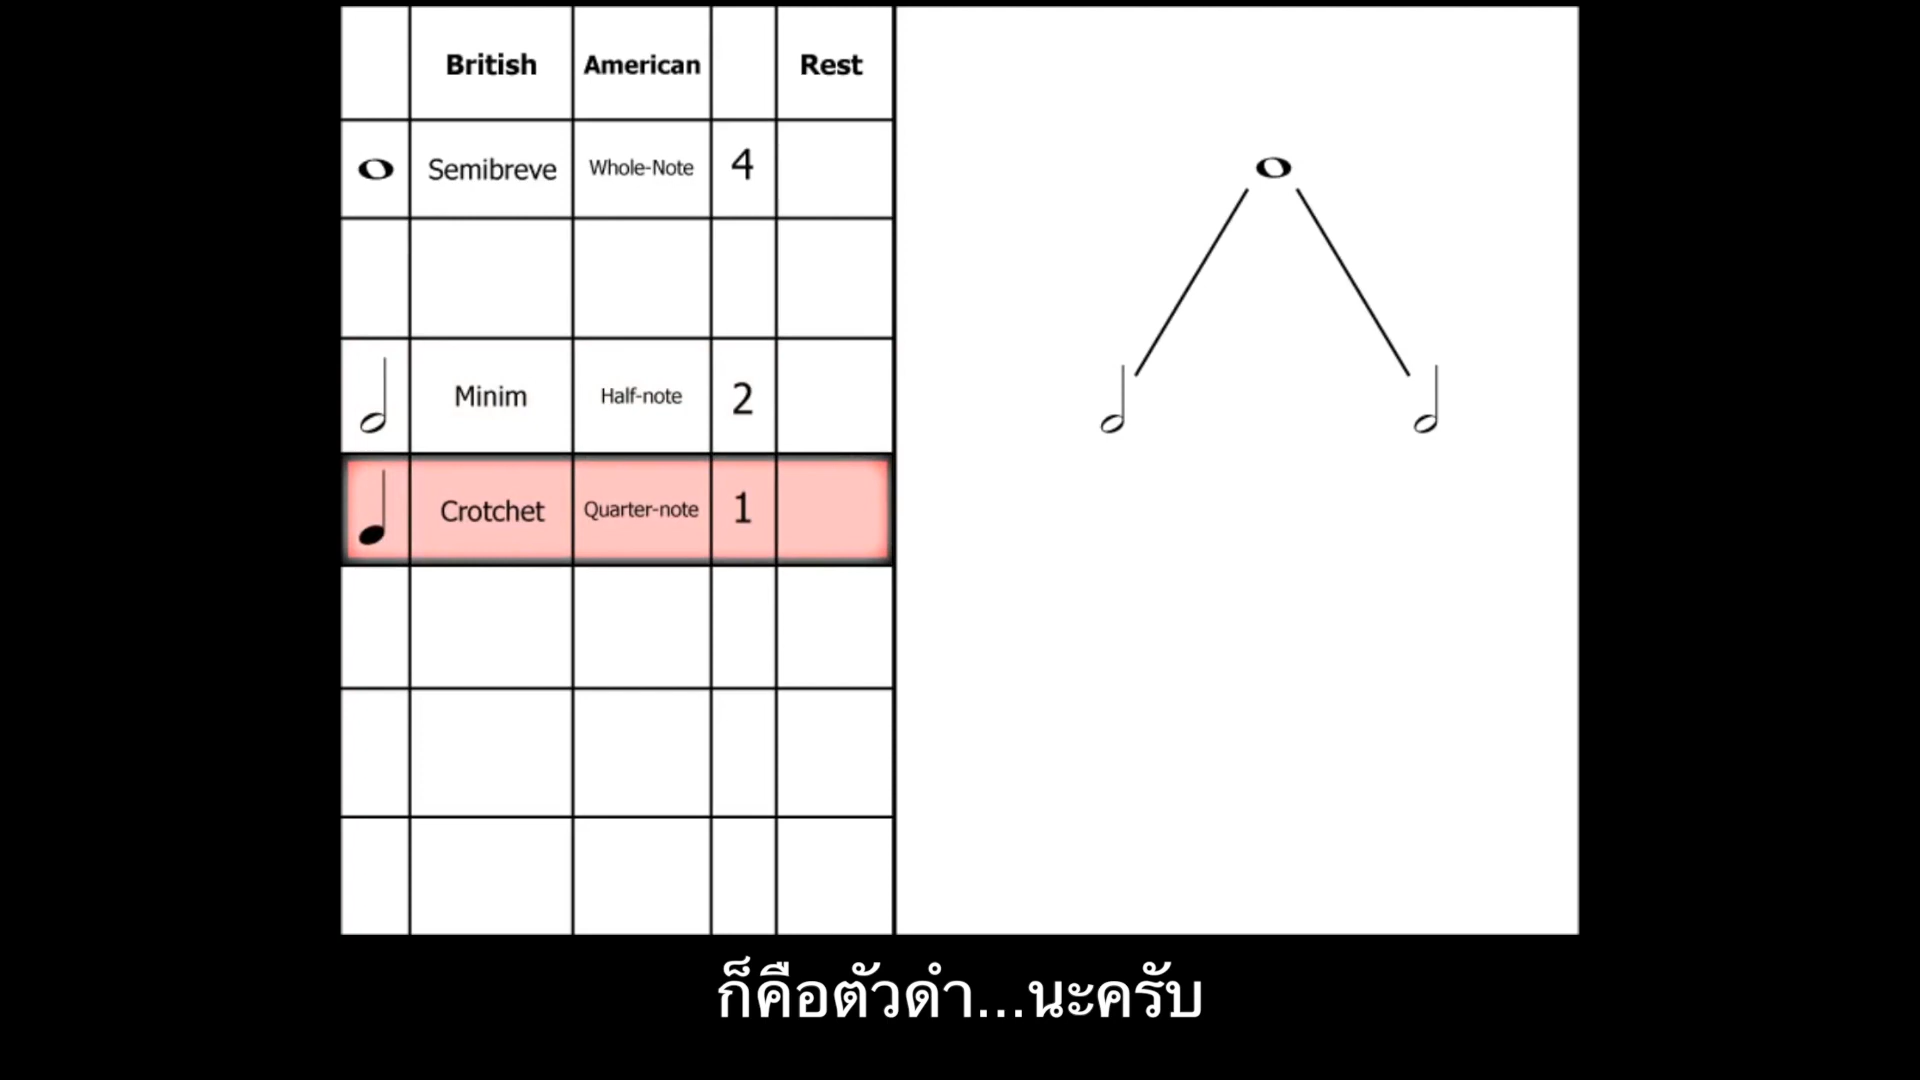 British American Rest
Semibreve Whole-Note 4
Minim Half-note 2
Crotchet Quarter-note 1
ก็คือตัวดำ...นะครับ